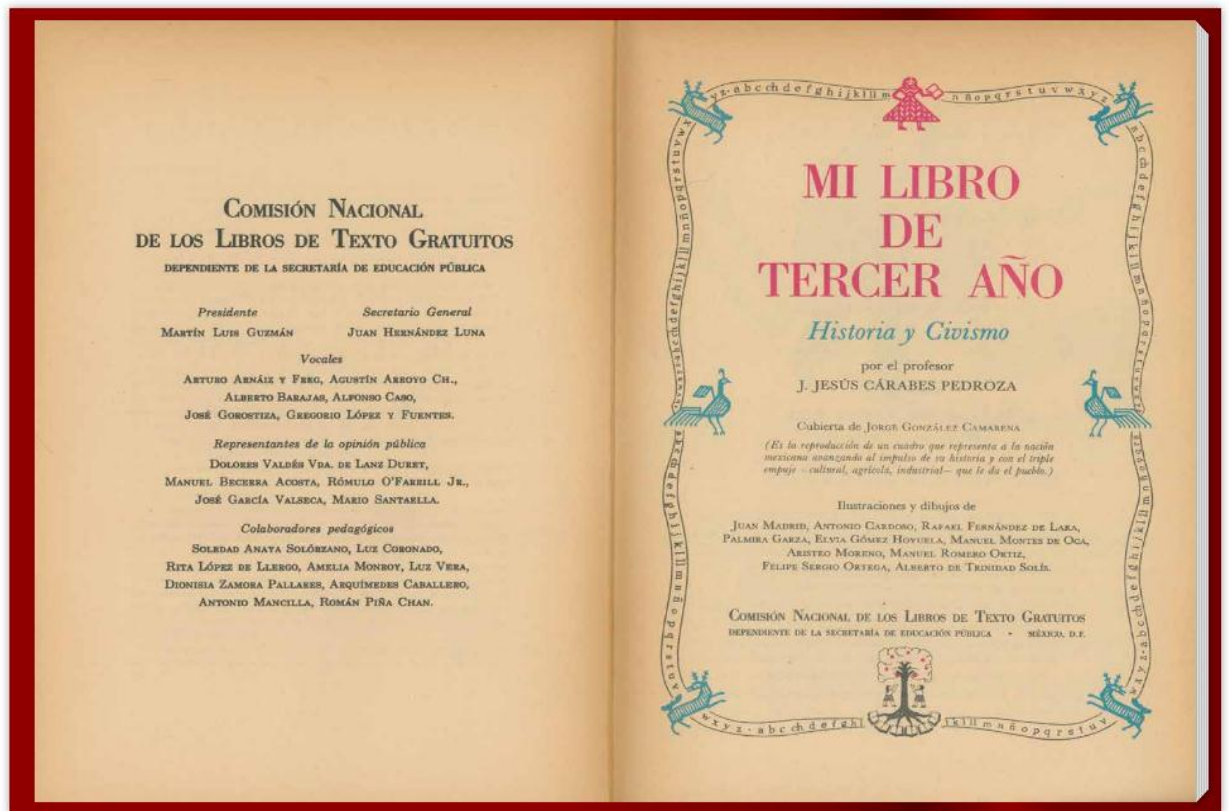 COMISIÓN NACIONAL
DE LOS LIBROS DE TEXTO GRATUITOS
DEPENDIENTE DE LA SECRETARÍA DE EDUCACIÓN PÚBLICA
Presidente
MARTÍN LUIS GUZMÁN
Secretario General
JUAN HERNÁNDEZ LUNA
Vocales
ARTURO ARNÁIZ Y FREG, AGUSTÍN ARROYO CH.,
ALBERTO BARAJAS, ALFONSO CASO,
JOSÉ GOROSTIZA, GREGORIO LÓPEZ Y FUENTES.
Representantes de la opinión pública
DOLORES VALDÉS VDA. DE LANZ DURET,
MANUEL BECERRA ACOSTA, RÓMULO O'FARRILL JR.,
JOSÉ GARCÍA VALSECA, MARIO SANTAELLA.
Colaboradores pedagógicos
SOLEDAD ANAYA SOLÓRZANO, LUZ CORONADO,
RITA LÓPEZ DE LLERGO, AMELIA MONROY, LUZ VERA,
DIONISIA ZAMORA PALLARES, ARQUÍMEDES CABALLERO,
ANTONIO MANCILLA, ROMÁN PIÑA CHAN.
yz-abcchdefghijklllm
nñopqrstuvwxyz
MI LIBRO
DE
TERCER AÑO
Historia y Civismo
por el profesor
J. JESÚS CÁRABES PEDROZA
Cubierta de JORGE GONZÁLEZ CAMARENA
(Es la reproducción de un cuadro que representa a la nación
mexicana avanzando al impulso de su historia y con el triple
empuje —cultural, agrícola, industrial— que le da el pueblo.)
Ilustraciones y dibujos de
JUAN MADRID, ANTONIO CARDOSO, RAFAEL FERNÁNDEZ DE LARA,
PALMIRA GARZA, ELVIA GÓMEZ HOYUELA, MANUEL MONTES DE OCA,
ARISTEO MORENO, MANUEL ROMERO ORTIZ,
FELIPE SERGIO ORTEGA, ALBERTO DE TRINIDAD SOLÍS.
COMISIÓN NACIONAL DE LOS LIBROS DE TEXTO GRATUITOS
DEPENDIENTE DE LA SECRETARÍA DE EDUCACIÓN PÚBLICA • MÉXICO, D.F.
wxyz-abcchdefghi
jklllmnñopqrstuv